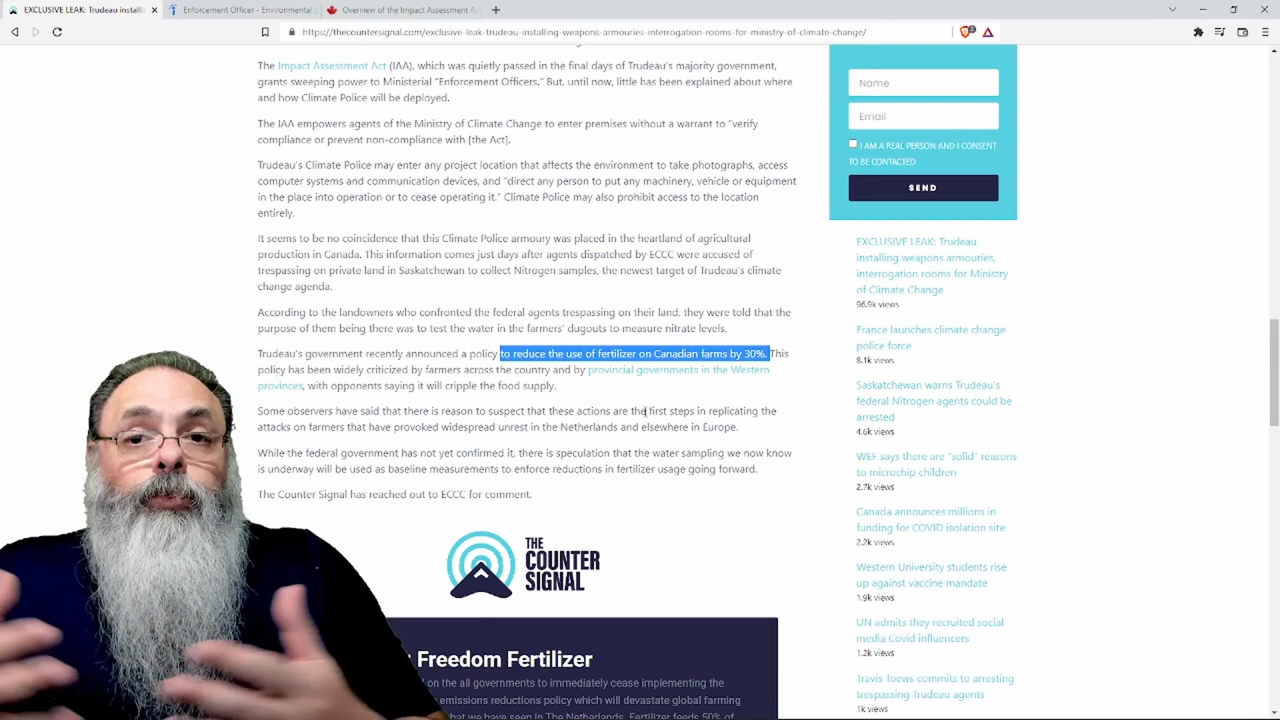 EXCLUSIVE LEAK: Trudeau installi
Enforcement Officer - Environmental
Overview of the Impact Assessment A
https://thecountersignal.com/exclusive-leak-trudeau-installing-weapons-armouries-interrogation-rooms-for-ministry-of-climate-change/
The Impact Assessment Act (IAA), which was quietly passed in the final days of Trudeau's majority government,
grants sweeping power to Ministerial "Enforcement Officers." But, until now, little has been explained about where
and how Climate Police will be deployed.
The IAA empowers agents of the Ministry of Climate Change to enter premises without a warrant to "verify
compliance or prevent non-compliance with [the Act].
Trudeau's Climate Police may enter any project location that affects the environment to take photographs, access
computer systems and communication devices, and "direct any person to put any machinery, vehicle or equipment
in the place into operation or to cease operating it." Climate Police may also prohibit access to the location
entirely.
It seems to be no coincidence that this Climate Police armoury was placed in the heartland of agricultural
production in Canada. This information comes just days after agents dispatched by ECCC were accused of
trespassing on private land in Saskatchewan to collect Nitrogen samples, the newest target of Trudeau's climate
change agenda.
According to the landowners who confronted the federal agents trespassing on their land, they were told that the
purpose of them being there was to test the water in the farmers' dugouts to measure nitrate levels.
Trudeau's government recently announced a policy to reduce the use of fertilizer on Canadian farms by 30%. This
policy has been widely criticized by farmers across the country and by provincial governments in the Western
provinces, with opponents saying it will cripple the food supply.
Some observers have said that there is reason to suspect that these actions are the first steps in replicating the
attacks on farmers that have provoked widespread unrest in the Netherlands and elsewhere in Europe.
While the federal government has not yet confirmed it, there is speculation that the water sampling we now know
is underway will be used as baseline measurements to enforce reductions in fertilizer usage going forward.
The Counter Signal has reached out to ECCC for comment.
THE
COUNTER
SIGNAL
Freedom Fertilizer
on the all governments to immediately cease implementing the
emissions reductions policy which will devastate global farming
that we have seen in The Netherlands. Fertilizer feeds 50% of
Name
Email
I AM A REAL PERSON AND I CONSENT
TO BE CONTACTED
SEND
EXCLUSIVE LEAK: Trudeau
installing weapons armouries,
interrogation rooms for Ministry
of Climate Change
96.9k views
France launches climate change
police force
8.1k views
Saskatchewan warns Trudeau's
federal Nitrogen agents could be
arrested
4.6k views
WEF says there are "solid" reasons
to microchip children
2.7k views
Canada announces millions in
funding for COVID isolation site
2.2k views
Western University students rise
up against vaccine mandate
1.9k views
UN admits they recruited social
media Covid influencers
1.2k views
Travis Toews commits to arresting
trespassing Trudeau agents
1k views